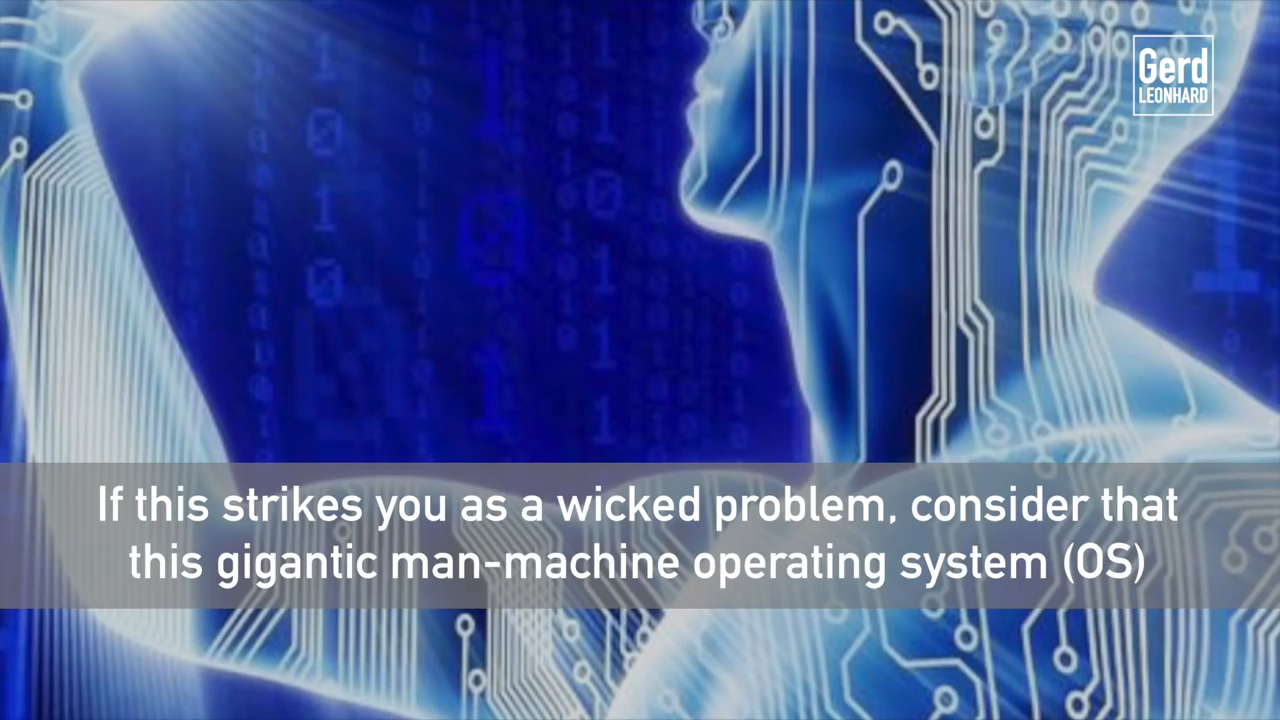 Gerd
LEONHARD
If this strikes you as a wicked problem, consider that
this gigantic man-machine operating system (OS)